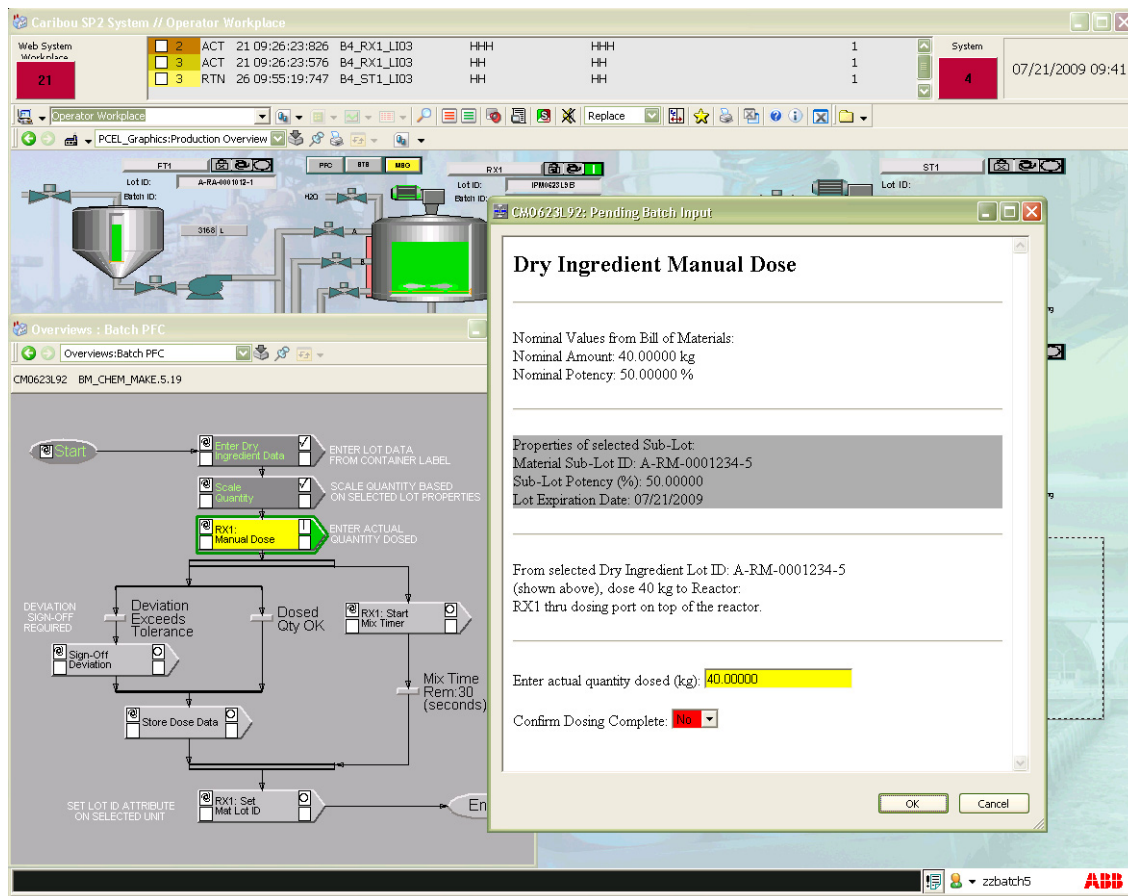 Caribou SP2 System // Operator Workplace
Web System
Workplace
21
2 ACT 21 09:26:23:826 B4_RX1_LI03 HHH HHH 1
3 ACT 21 09:26:23:576 B4_RX1_LI03 HH HH 1
3 RTN 26 09:55:19:747 B4_ST1_LI03 HH HH 1
System
4
07/21/2009 09:41
Operator Workplace
Replace
PCEL_Graphics:Production Overview
FT1
Lot ID: A-RA-0001012-1
Batch ID:
3168 L
PFC
BTB
MBO
H2O
A
B
RX1
Lot ID: IPM0623L9B
Batch ID:
ST1
Lot ID:
Overviews : Batch PFC
Overviews:Batch PFC
CM0623L92 BM_CHEM_MAKE.5.19
Start
Enter Dry
Ingredient Data
ENTER LOT DATA
FROM CONTAINER LABEL
Scale
Quantity
SCALE QUANTITY BASED
ON SELECTED LOT PROPERTIES
RX1:
Manual Dose
ENTER ACTUAL
QUANTITY DOSED
DEVIATION
SIGN-OFF
REQUIRED
Deviation
Exceeds
Tolerance
Dosed
Qty OK
RX1: Start
Mix Timer
Sign-Off
Deviation
Mix Time
Rem:30
(seconds)
Store Dose Data
SET LOT ID ATTRIBUTE
ON SELECTED UNIT
RX1: Set
Mat Lot ID
En
CM0623L92: Pending Batch Input
Dry Ingredient Manual Dose
Nominal Values from Bill of Materials:
Nominal Amount: 40.00000 kg
Nominal Potency: 50.00000 %
Properties of selected Sub-Lot:
Material Sub-Lot ID: A-RM-0001234-5
Sub-Lot Potency (%): 50.00000
Lot Expiration Date: 07/21/2009
From selected Dry Ingredient Lot ID: A-RM-0001234-5
(shown above), dose 40 kg to Reactor:
RX1 thru dosing port on top of the reactor.
Enter actual quantity dosed (kg): 40.00000
Confirm Dosing Complete: No
OK
Cancel
zzbatch5
ABB